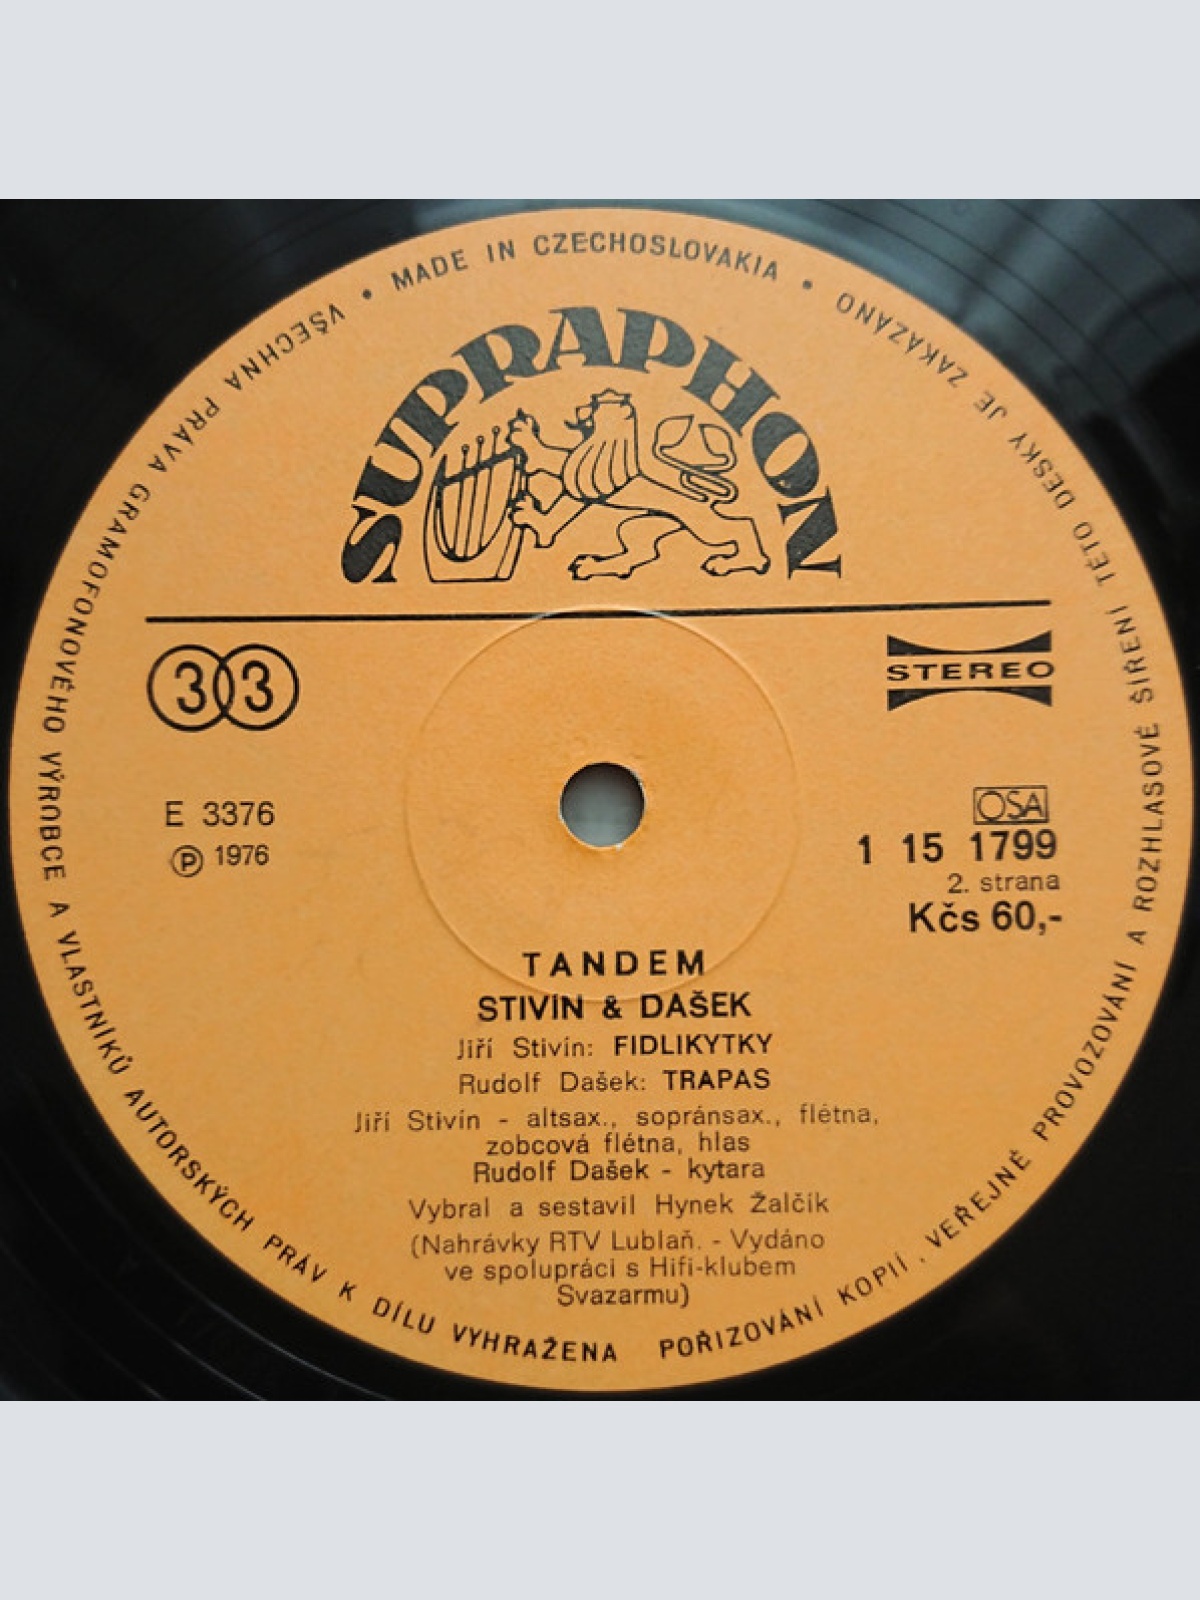 VŠECHNA PRÁVA GRAMOFONOVÉHO VÝROBCE A VLASTNÍKŮ AUTORSKÝCH PRÁV K DÍLU VYHRAŽENA
POŘIZOVÁNÍ KOPIÍ, VEŘEJNÉ PROVOZOVÁNÍ A ROZHLASOVÉ ŠÍŘENÍ TÉTO DESKY JE ZAKÁZÁNO
• MADE IN CZECHOSLOVAKIA •
SUPRAPHON
33
STEREO
E 3376
Ⓟ 1976
OSA
1 15 1799
2. strana
Kčs 60,-
TANDEM
STIVÍN & DAŠEK
Jiří Stivín: FIDLIKYTKY
Rudolf Dašek: TRAPAS
Jiří Stivín - altsax., sopránsax., flétna,
zobcová flétna, hlas
Rudolf Dašek - kytara
Vybral a sestavil Hynek Žalčík
(Nahrávky RTV Lublaň. - Vydáno
ve spolupráci s Hifi-klubem
Svazarmu)